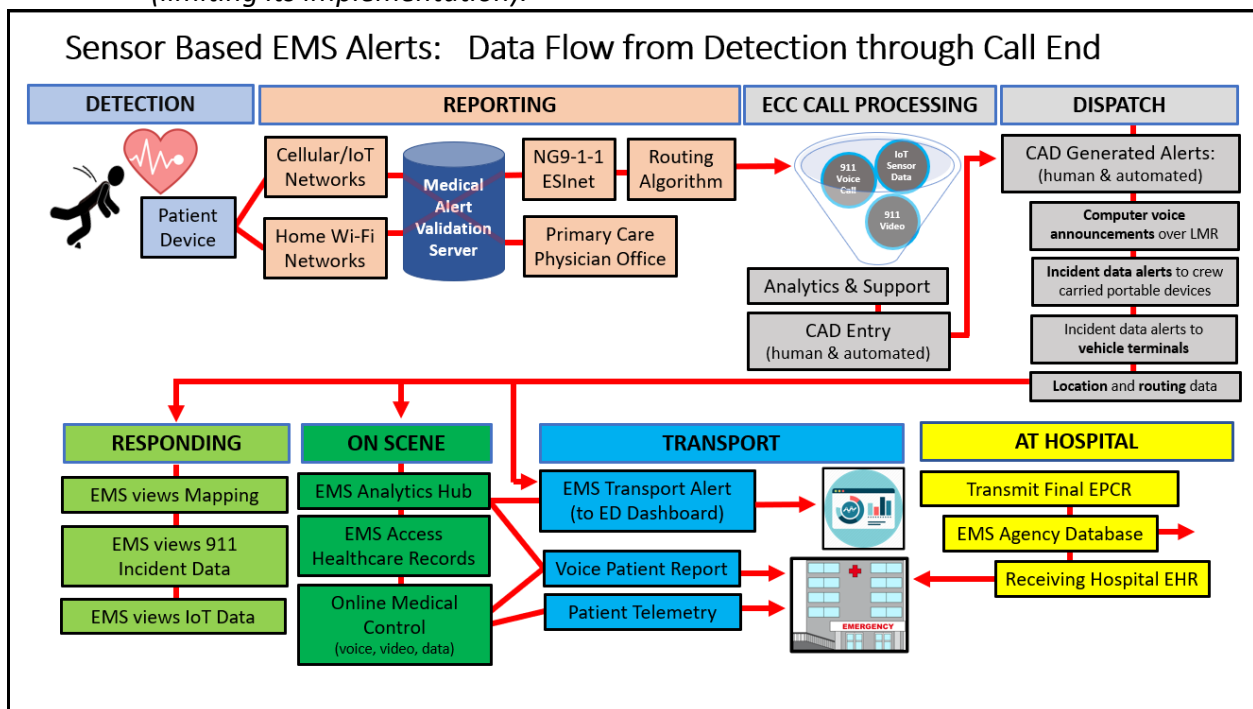 (limiting its implementation).
Sensor Based EMS Alerts: Data Flow from Detection through Call End
DETECTION
REPORTING
ECC CALL PROCESSING
DISPATCH
Patient
Device
Cellular/IoT
Networks
Home Wi-Fi
Networks
Medical
Alert
Validation
Server
NG9-1-1
ESInet
Routing
Algorithm
Primary Care
Physician Office
911
Voice
Call
IoT
Sensor
Data
911
Video
Analytics & Support
CAD Entry
(human & automated)
CAD Generated Alerts:
(human & automated)
Computer voice
announcements over LMR
Incident data alerts to crew
carried portable devices
Incident data alerts to
vehicle terminals
Location and routing data
RESPONDING
ON SCENE
TRANSPORT
AT HOSPITAL
EMS views Mapping
EMS views 911
Incident Data
EMS views IoT Data
EMS Analytics Hub
EMS Access
Healthcare Records
Online Medical
Control
(voice, video, data)
EMS Transport Alert
(to ED Dashboard)
Voice Patient Report
Patient Telemetry
EMERGENCY
Transmit Final EPCR
EMS Agency Database
Receiving Hospital EHR